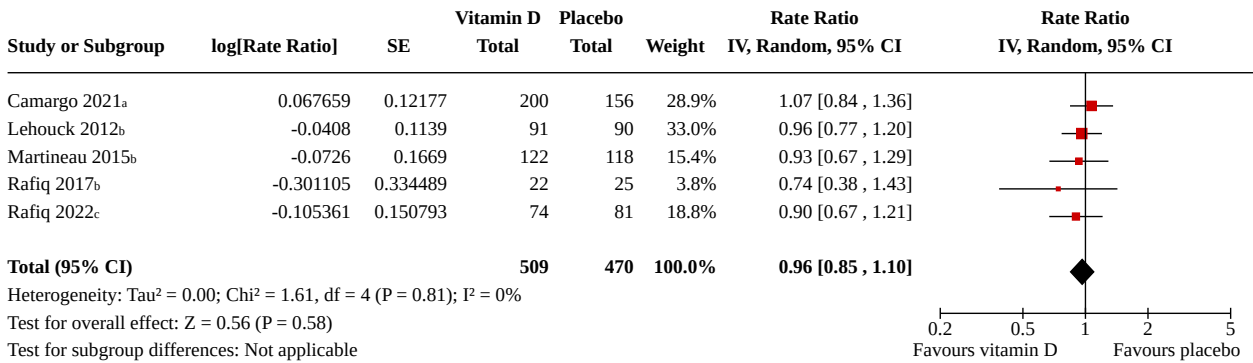 Vitamin D Placebo Rate Ratio Rate Ratio
Study or Subgroup log[Rate Ratio] SE Total Total Weight IV, Random, 95% CI IV, Random, 95% CI
Camargo 2021a 0.067659 0.12177 200 156 28.9% 1.07 [0.84 , 1.36]
Lehouck 2012b -0.0408 0.1139 91 90 33.0% 0.96 [0.77 , 1.20]
Martineau 2015b -0.0726 0.1669 122 118 15.4% 0.93 [0.67 , 1.29]
Rafiq 2017b -0.301105 0.334489 22 25 3.8% 0.74 [0.38 , 1.43]
Rafiq 2022c -0.105361 0.150793 74 81 18.8% 0.90 [0.67 , 1.21]
Total (95% CI) 509 470 100.0% 0.96 [0.85 , 1.10]
Heterogeneity: Tau² = 0.00; Chi² = 1.61, df = 4 (P = 0.81); I² = 0%
Test for overall effect: Z = 0.56 (P = 0.58) 0.2 0.5 1 2 5
Test for subgroup differences: Not applicable Favours vitamin D Favours placebo